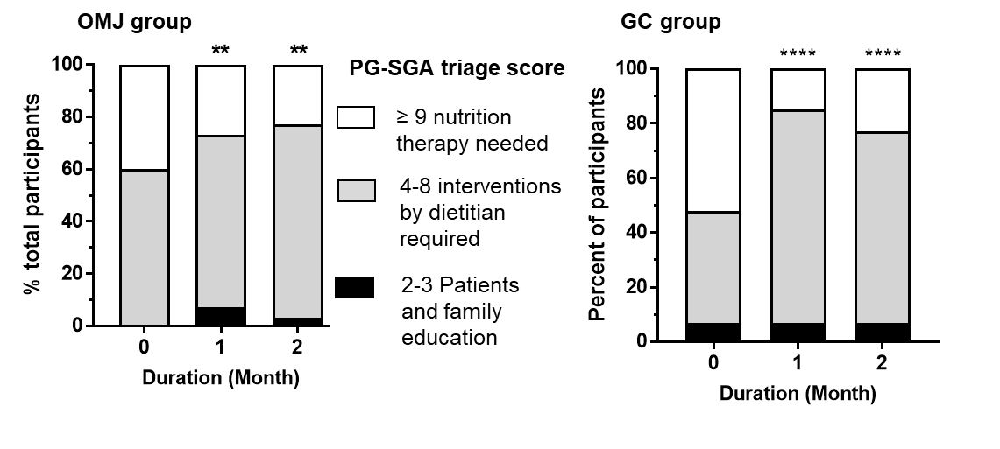 OMJ group
**
**
100
80
60
40
20
0
% total participants
0
1
2
Duration (Month)
PG-SGA triage score
≥ 9 nutrition
therapy needed
4-8 interventions
by dietitian
required
2-3 Patients
and family
education
GC group
****
****
100
80
60
40
20
0
Percent of participants
0
1
2
Duration (Month)